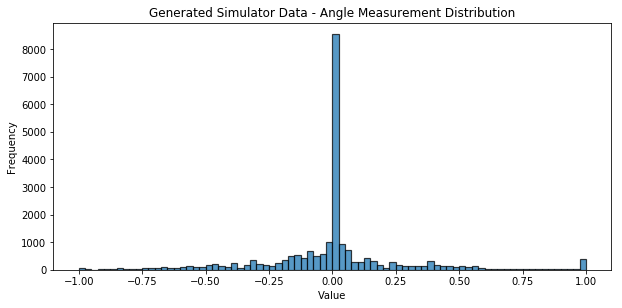 Generated Simulator Data - Angle Measurement Distribution
8000
7000
6000
5000
4000
3000
2000
1000
0
Frequency
−1.00 −0.75 −0.50 −0.25 0.00 0.25 0.50 0.75 1.00
Value